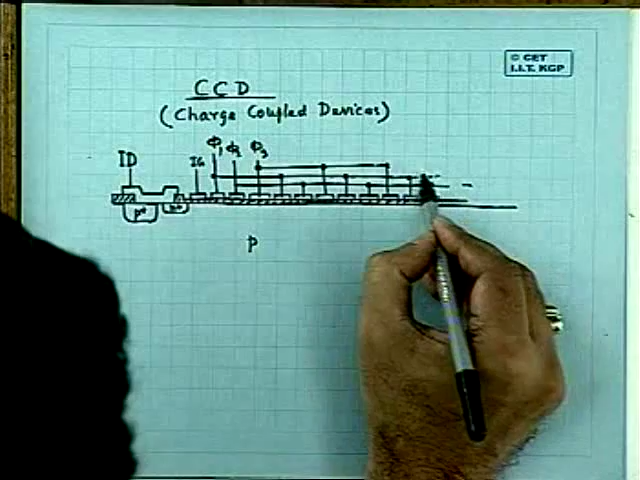 © CET
I.I.T. KGP
CCD
(Charge Coupled Devices)
ID IG Φ1 Φ2 Φ3
P